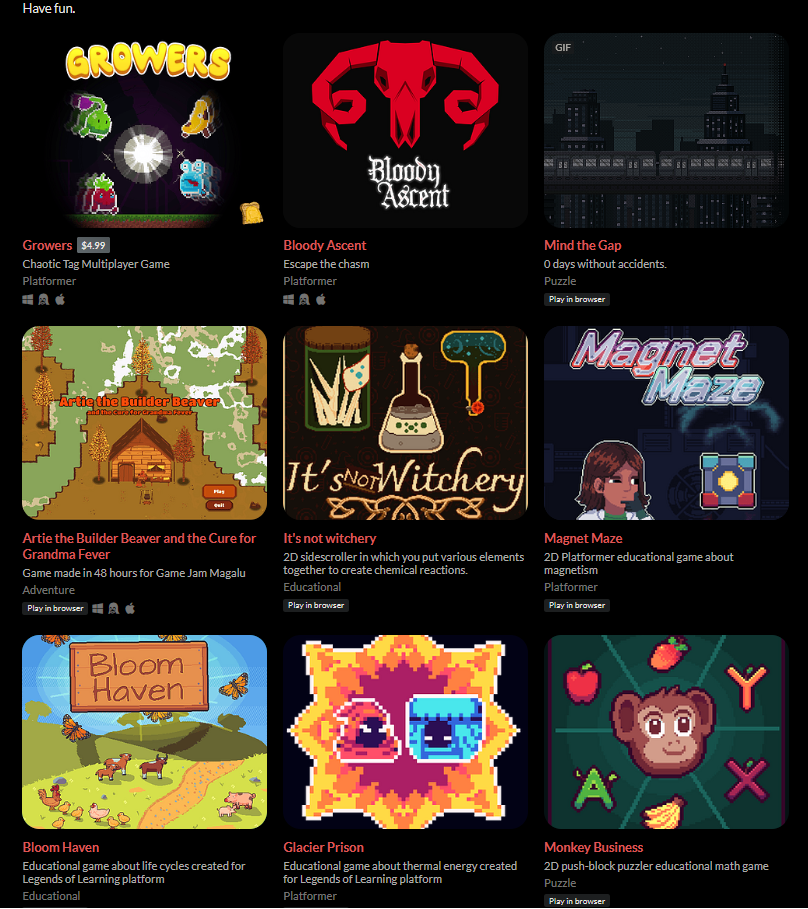 Have fun.
GROWERS
Growers $4.99
Chaotic Tag Multiplayer Game
Platformer
Bloody
Ascent
Bloody Ascent
Escape the chasm
Platformer
GIF
Mind the Gap
0 days without accidents.
Puzzle
Play in browser
Artie the Builder Beaver
and the Cure for Grandma Fever
Play
Quit
Artie the Builder Beaver and the Cure for
Grandma Fever
Game made in 48 hours for Game Jam Magalu
Adventure
Play in browser
It's NOT Witchery
It's not witchery
2D sidescroller in which you put various elements
together to create chemical reactions.
Educational
Play in browser
Magnet
Maze
Magnet Maze
2D Platformer educational game about
magnetism
Platformer
Play in browser
Bloom
Haven
Bloom Haven
Educational game about life cycles created for
Legends of Learning platform
Educational
Glacier Prison
Educational game about thermal energy created
for Legends of Learning platform
Platformer
Y
A
X
Monkey Business
2D push-block puzzler educational math game
Puzzle
Play in browser